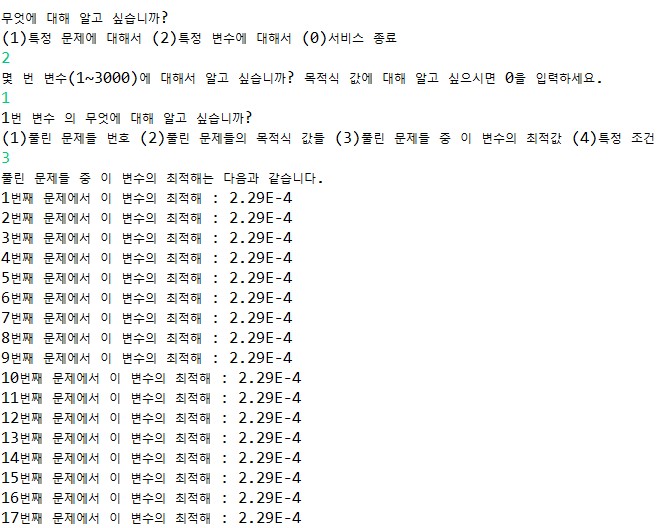 무엇에 대해 알고 싶습니까?
(1)특정 문제에 대해서 (2)특정 변수에 대해서 (0)서비스 종료
2
몇 번 변수(1~3000)에 대해서 알고 싶습니까? 목적식 값에 대해 알고 싶으시면 0을 입력하세요.
1
1번 변수 의 무엇에 대해 알고 싶습니까?
(1)풀린 문제들 번호 (2)풀린 문제들의 목적식 값들 (3)풀린 문제들 중 이 변수의 최적값 (4)특정 조건
3
풀린 문제들 중 이 변수의 최적해는 다음과 같습니다.
1번째 문제에서 이 변수의 최적해 : 2.29E-4
2번째 문제에서 이 변수의 최적해 : 2.29E-4
3번째 문제에서 이 변수의 최적해 : 2.29E-4
4번째 문제에서 이 변수의 최적해 : 2.29E-4
5번째 문제에서 이 변수의 최적해 : 2.29E-4
6번째 문제에서 이 변수의 최적해 : 2.29E-4
7번째 문제에서 이 변수의 최적해 : 2.29E-4
8번째 문제에서 이 변수의 최적해 : 2.29E-4
9번째 문제에서 이 변수의 최적해 : 2.29E-4
10번째 문제에서 이 변수의 최적해 : 2.29E-4
11번째 문제에서 이 변수의 최적해 : 2.29E-4
12번째 문제에서 이 변수의 최적해 : 2.29E-4
13번째 문제에서 이 변수의 최적해 : 2.29E-4
14번째 문제에서 이 변수의 최적해 : 2.29E-4
15번째 문제에서 이 변수의 최적해 : 2.29E-4
16번째 문제에서 이 변수의 최적해 : 2.29E-4
17번째 문제에서 이 변수의 최적해 : 2.29E-4